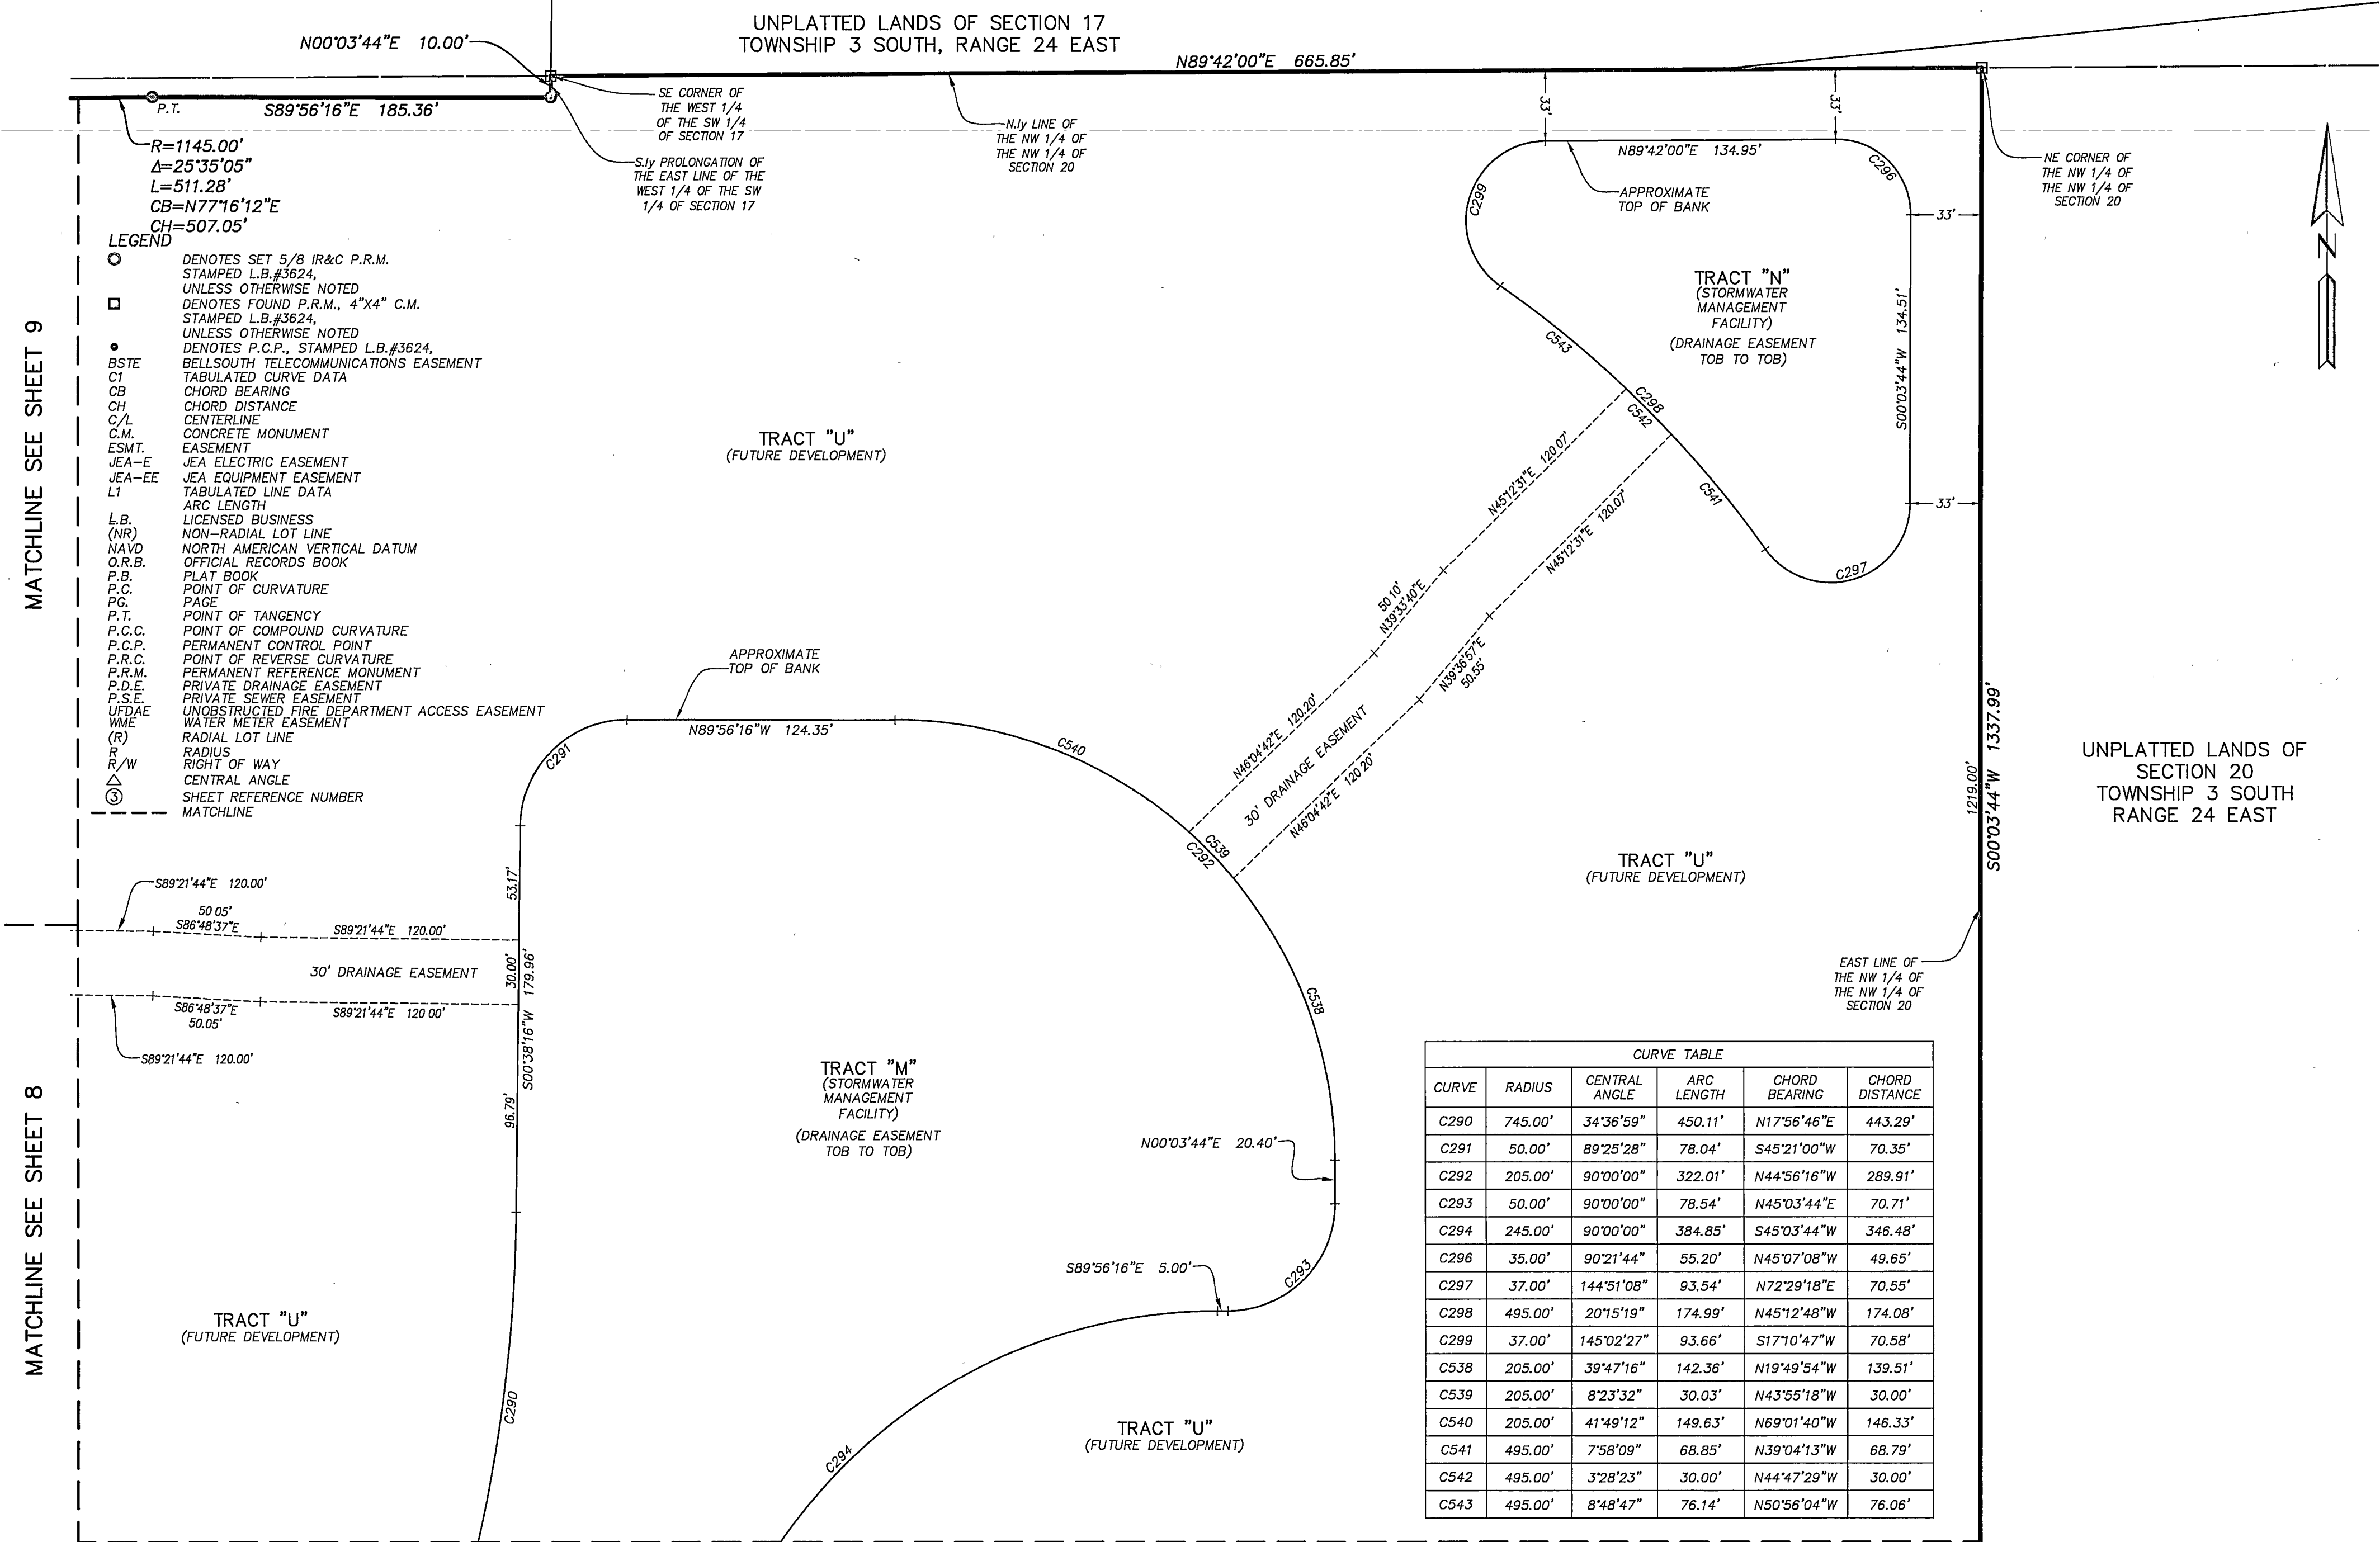 UNPLATTED LANDS OF SECTION 17
TOWNSHIP 3 SOUTH, RANGE 24 EAST
N00°03'44"E 10.00'
N89°42'00"E 665.85'
P.T.
S89°56'16"E 185.36'
R=1145.00'
Δ=25°35'05"
L=511.28'
CB=N77°16'12"E
CH=507.05'
SE CORNER OF
THE WEST 1/4
OF THE SW 1/4
OF SECTION 17
S.ly PROLONGATION OF
THE EAST LINE OF THE
WEST 1/4 OF THE SW
1/4 OF SECTION 17
N.ly LINE OF
THE NW 1/4 OF
THE NW 1/4 OF
SECTION 20
33'
33'
N89°42'00"E 134.95'
APPROXIMATE
TOP OF BANK
C296
C299
33'
NE CORNER OF
THE NW 1/4 OF
THE NW 1/4 OF
SECTION 20
N
TRACT "N"
(STORMWATER
MANAGEMENT
FACILITY)
(DRAINAGE EASEMENT
TOB TO TOB)
S00°03'44"W 134.51'
C543
C298
C542
C541
C297
33'
LEGEND
DENOTES SET 5/8 IR&C P.R.M.
STAMPED L.B.#3624,
UNLESS OTHERWISE NOTED
DENOTES FOUND P.R.M., 4"X4" C.M.
STAMPED L.B.#3624,
UNLESS OTHERWISE NOTED
DENOTES P.C.P., STAMPED L.B.#3624,
BSTE BELLSOUTH TELECOMMUNICATIONS EASEMENT
C1 TABULATED CURVE DATA
CB CHORD BEARING
CH CHORD DISTANCE
C/L CENTERLINE
C.M. CONCRETE MONUMENT
ESMT. EASEMENT
JEA-E JEA ELECTRIC EASEMENT
JEA-EE JEA EQUIPMENT EASEMENT
L1 TABULATED LINE DATA
L ARC LENGTH
L.B. LICENSED BUSINESS
(NR) NON-RADIAL LOT LINE
NAVD NORTH AMERICAN VERTICAL DATUM
O.R.B. OFFICIAL RECORDS BOOK
P.B. PLAT BOOK
P.C. POINT OF CURVATURE
PG. PAGE
P.T. POINT OF TANGENCY
P.C.C. POINT OF COMPOUND CURVATURE
P.C.P. PERMANENT CONTROL POINT
P.R.C. POINT OF REVERSE CURVATURE
P.R.M. PERMANENT REFERENCE MONUMENT
P.D.E. PRIVATE DRAINAGE EASEMENT
P.S.E. PRIVATE SEWER EASEMENT
UFDAE UNOBSTRUCTED FIRE DEPARTMENT ACCESS EASEMENT
WME WATER METER EASEMENT
(R) RADIAL LOT LINE
R RADIUS
R/W RIGHT OF WAY
△ CENTRAL ANGLE
③ SHEET REFERENCE NUMBER
MATCHLINE
MATCHLINE SEE SHEET 9
MATCHLINE SEE SHEET 8
TRACT "U"
(FUTURE DEVELOPMENT)
N45°12'31"E 120.07'
N45°12'31"E 120.07'
50 10'
N39°33'40"E
N39°36'57"E
50.55'
N46°04'42"E 120.20'
30' DRAINAGE EASEMENT
N46°04'42"E 120 20'
APPROXIMATE
TOP OF BANK
N89°56'16"W 124.35'
C291
C540
C539
C292
C538
TRACT "U"
(FUTURE DEVELOPMENT)
1219.00'
S00°03'44"W 1337.99'
UNPLATTED LANDS OF
SECTION 20
TOWNSHIP 3 SOUTH
RANGE 24 EAST
EAST LINE OF
THE NW 1/4 OF
THE NW 1/4 OF
SECTION 20
S89°21'44"E 120.00'
50 05'
S86°48'37"E
S89°21'44"E 120.00'
30' DRAINAGE EASEMENT
S86°48'37"E
50.05'
S89°21'44"E 120 00'
S89°21'44"E 120.00'
53.17'
30.00'
96.79'
S00°38'16"W 179.96'
TRACT "M"
(STORMWATER
MANAGEMENT
FACILITY)
(DRAINAGE EASEMENT
TOB TO TOB)
N00°03'44"E 20.40'
S89°56'16"E 5.00'
C293
C290
C294
TRACT "U"
(FUTURE DEVELOPMENT)
TRACT "U"
(FUTURE DEVELOPMENT)
CURVE TABLE
CURVE RADIUS CENTRAL ANGLE ARC LENGTH CHORD BEARING CHORD DISTANCE
C290 745.00' 34°36'59" 450.11' N17°56'46"E 443.29'
C291 50.00' 89°25'28" 78.04' S45°21'00"W 70.35'
C292 205.00' 90°00'00" 322.01' N44°56'16"W 289.91'
C293 50.00' 90°00'00" 78.54' N45°03'44"E 70.71'
C294 245.00' 90°00'00" 384.85' S45°03'44"W 346.48'
C296 35.00' 90°21'44" 55.20' N45°07'08"W 49.65'
C297 37.00' 144°51'08" 93.54' N72°29'18"E 70.55'
C298 495.00' 20°15'19" 174.99' N45°12'48"W 174.08'
C299 37.00' 145°02'27" 93.66' S17°10'47"W 70.58'
C538 205.00' 39°47'16" 142.36' N19°49'54"W 139.51'
C539 205.00' 8°23'32" 30.03' N43°55'18"W 30.00'
C540 205.00' 41°49'12" 149.63' N69°01'40"W 146.33'
C541 495.00' 7°58'09" 68.85' N39°04'13"W 68.79'
C542 495.00' 3°28'23" 30.00' N44°47'29"W 30.00'
C543 495.00' 8°48'47" 76.14' N50°56'04"W 76.06'